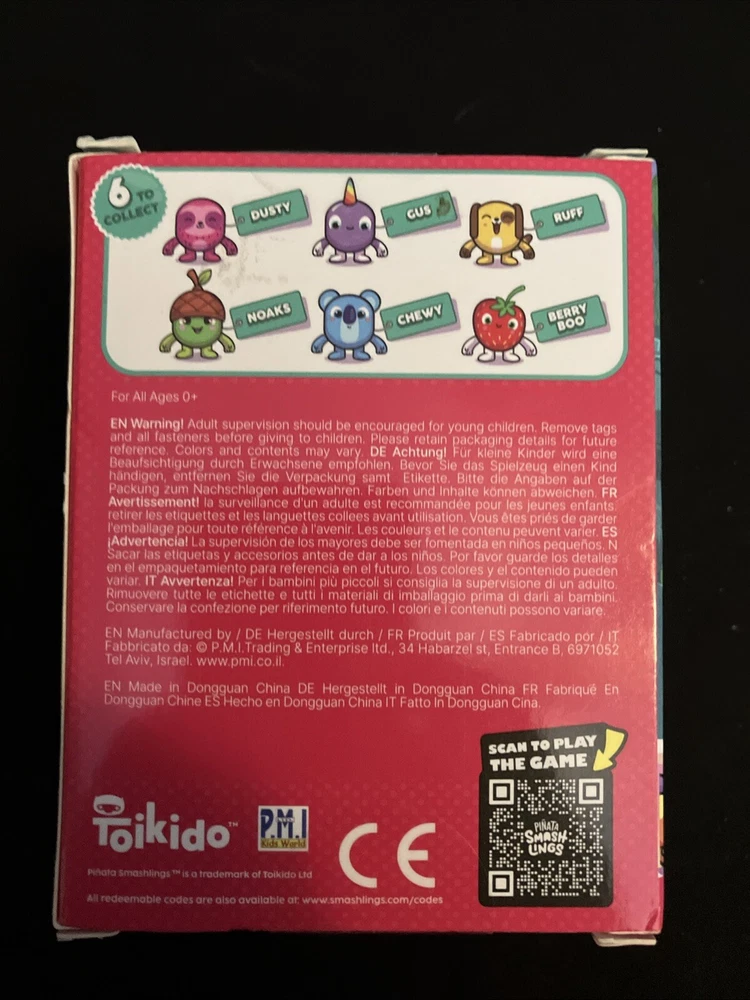 6 TO
COLLECT
DUSTY
GUS
RUFF
NOAKS
CHEWY
BERRY
BOO
For All Ages 0+
EN Warning! Adult supervision should be encouraged for young children. Remove tags
and all fasteners before giving to children. Please retain packaging details for future
reference. Colors and contents may vary. DE Achtung! Für kleine Kinder wird eine
Beaufsichtigung durch Erwachsene empfohlen. Bevor Sie das Spielzeug einen Kind
händigen, entfernen Sie die Verpackung samt Etikette. Bitte die Angaben auf der
Packung zum Nachschlagen aufbewahren. Farben und Inhalte können abweichen. FR
Avertissement! la surveillance d'un adulte est recommandée pour les jeunes enfants.
retirer les etiquettes et les languettes collees avant utilisation. Vous êtes priés de garder
l'emballage pour toute référence à l'avenir. Les couleurs et le contenu peuvent varier. ES
¡Advertencia! La supervisión de los mayores debe ser fomentada en niños pequeños. N
Sacar las etiquetas y accesorios antes de dar a los niños. Por favor guarde los detalles
en el empaquetamiento para referencia en el futuro. Los colores y el contenido pueden
variar. IT Avvertenza! Per i bambini più piccoli si consiglia la supervisione di un adulto.
Rimuovere tutte le etichette e tutti i materiali di imballaggio prima di darli ai bambini.
Conservare la confezione per riferimento futuro. I colori e i contenuti possono variare.
EN Manufactured by / DE Hergestellt durch / FR Produit par / ES Fabricado por / IT
Fabbricato da: © P.M.I.Trading & Enterprise ltd., 34 Habarzel st, Entrance B, 6971052
Tel Aviv, Israel. www.pmi.co.il.
EN Made in Dongguan China DE Hergestellt in Dongguan China FR Fabriqué En
Dongguan Chine ES Hecho en Dongguan China IT Fatto In Dongguan Cina.
SCAN TO PLAY
THE GAME
PIÑATA
SMASH
LINGS
Toikido™
P.M.I
Kids World
CE
Piñata Smashlings™ is a trademark of Toikido Ltd
All redeemable codes are also available at: www.smashlings.com/codes